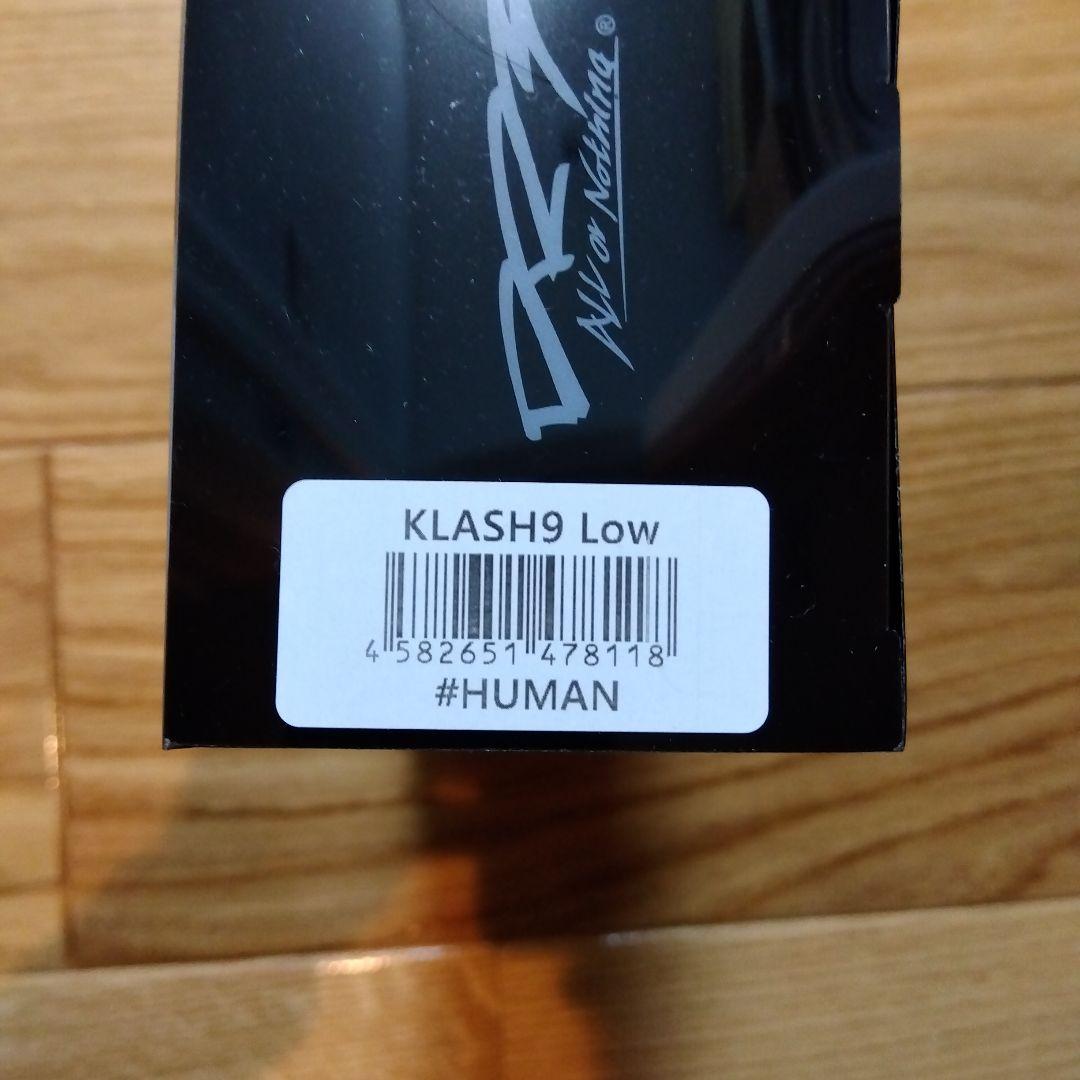 All or Nothing ®
KLASH9 Low
4 582651 478118
#HUMAN